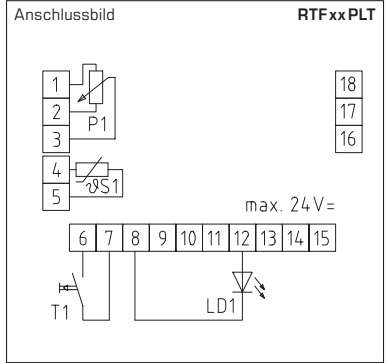 Anschlussbild RTFxxPLT
1 18
2 P1 17
3 16
4 ϑS1
5
max. 24V=
6 7 8 9 10 11 12 13 14 15
T1 LD1